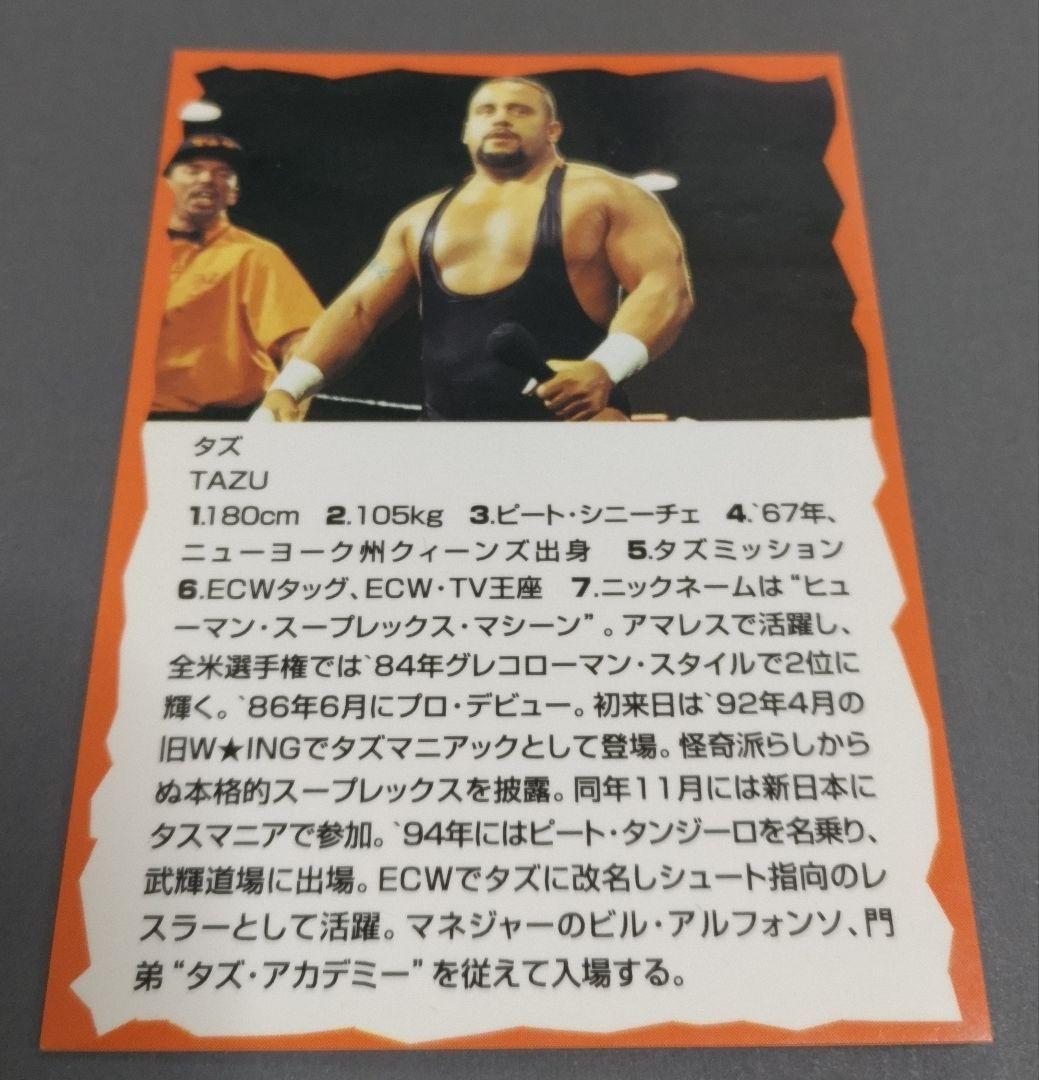 タズ
TAZU
1.180cm 2.105kg 3.ピート・シニーチェ 4.`67年、
ニューヨーク州クィーンズ出身 5.タズミッション
6.ECWタッグ、ECW・TV王座 7.ニックネームは“ヒュ
ーマン・スープレックス・マシーン”。アマレスで活躍し、
全米選手権では`84年グレコローマン・スタイルで2位に
輝く。`86年6月にプロ・デビュー。初来日は`92年4月の
旧W★INGでタズマニアックとして登場。怪奇派らしから
ぬ本格的スープレックスを披露。同年11月には新日本に
タスマニアで参加。`94年にはピート・タンジーロを名乗り、
武輝道場に出場。ECWでタズに改名しシュート指向のレ
スラーとして活躍。マネジャーのビル・アルフォンソ、門
弟“タズ・アカデミー”を従えて入場する。